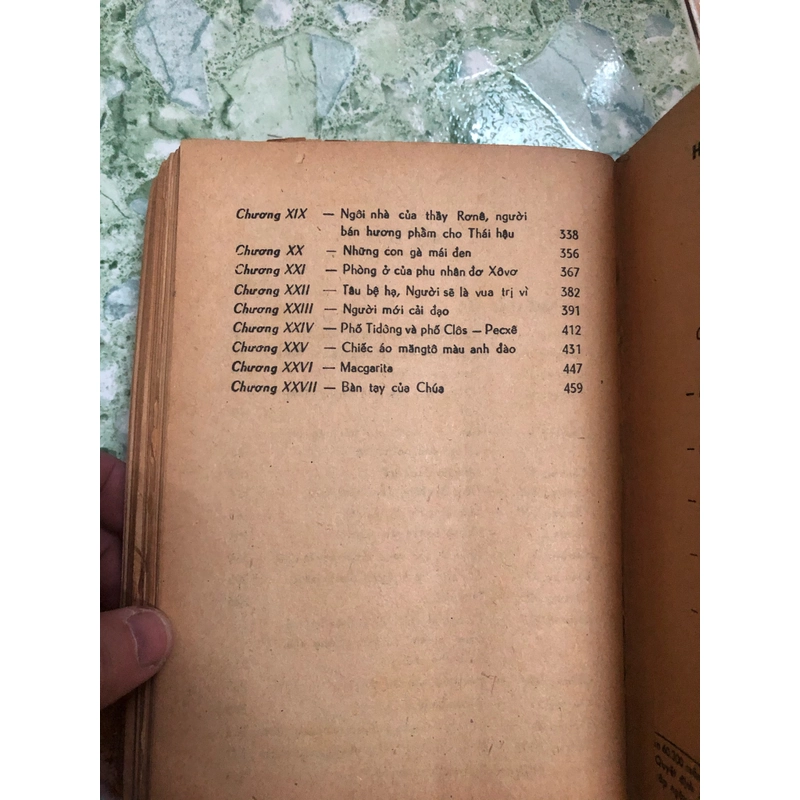 Chương XIX — Ngôi nhà của thầy Rơnê, người
bán hương phẩm cho Thái hậu 338
Chương XX — Những con gà mái đen 356
Chương XXI — Phòng ở của phu nhân đơ Xôvơ 367
Chương XXII — Tâu bệ hạ, Người sẽ là vua trị vì 382
Chương XXIII — Người mới cải đạo 391
Chương XXIV — Phố Tidông và phố Clôs — Pecxê 412
Chương XXV — Chiếc áo măngtô màu anh đào 431
Chương XXVI — Macgarita 447
Chương XXVII — Bàn tay của Chúa 459
H